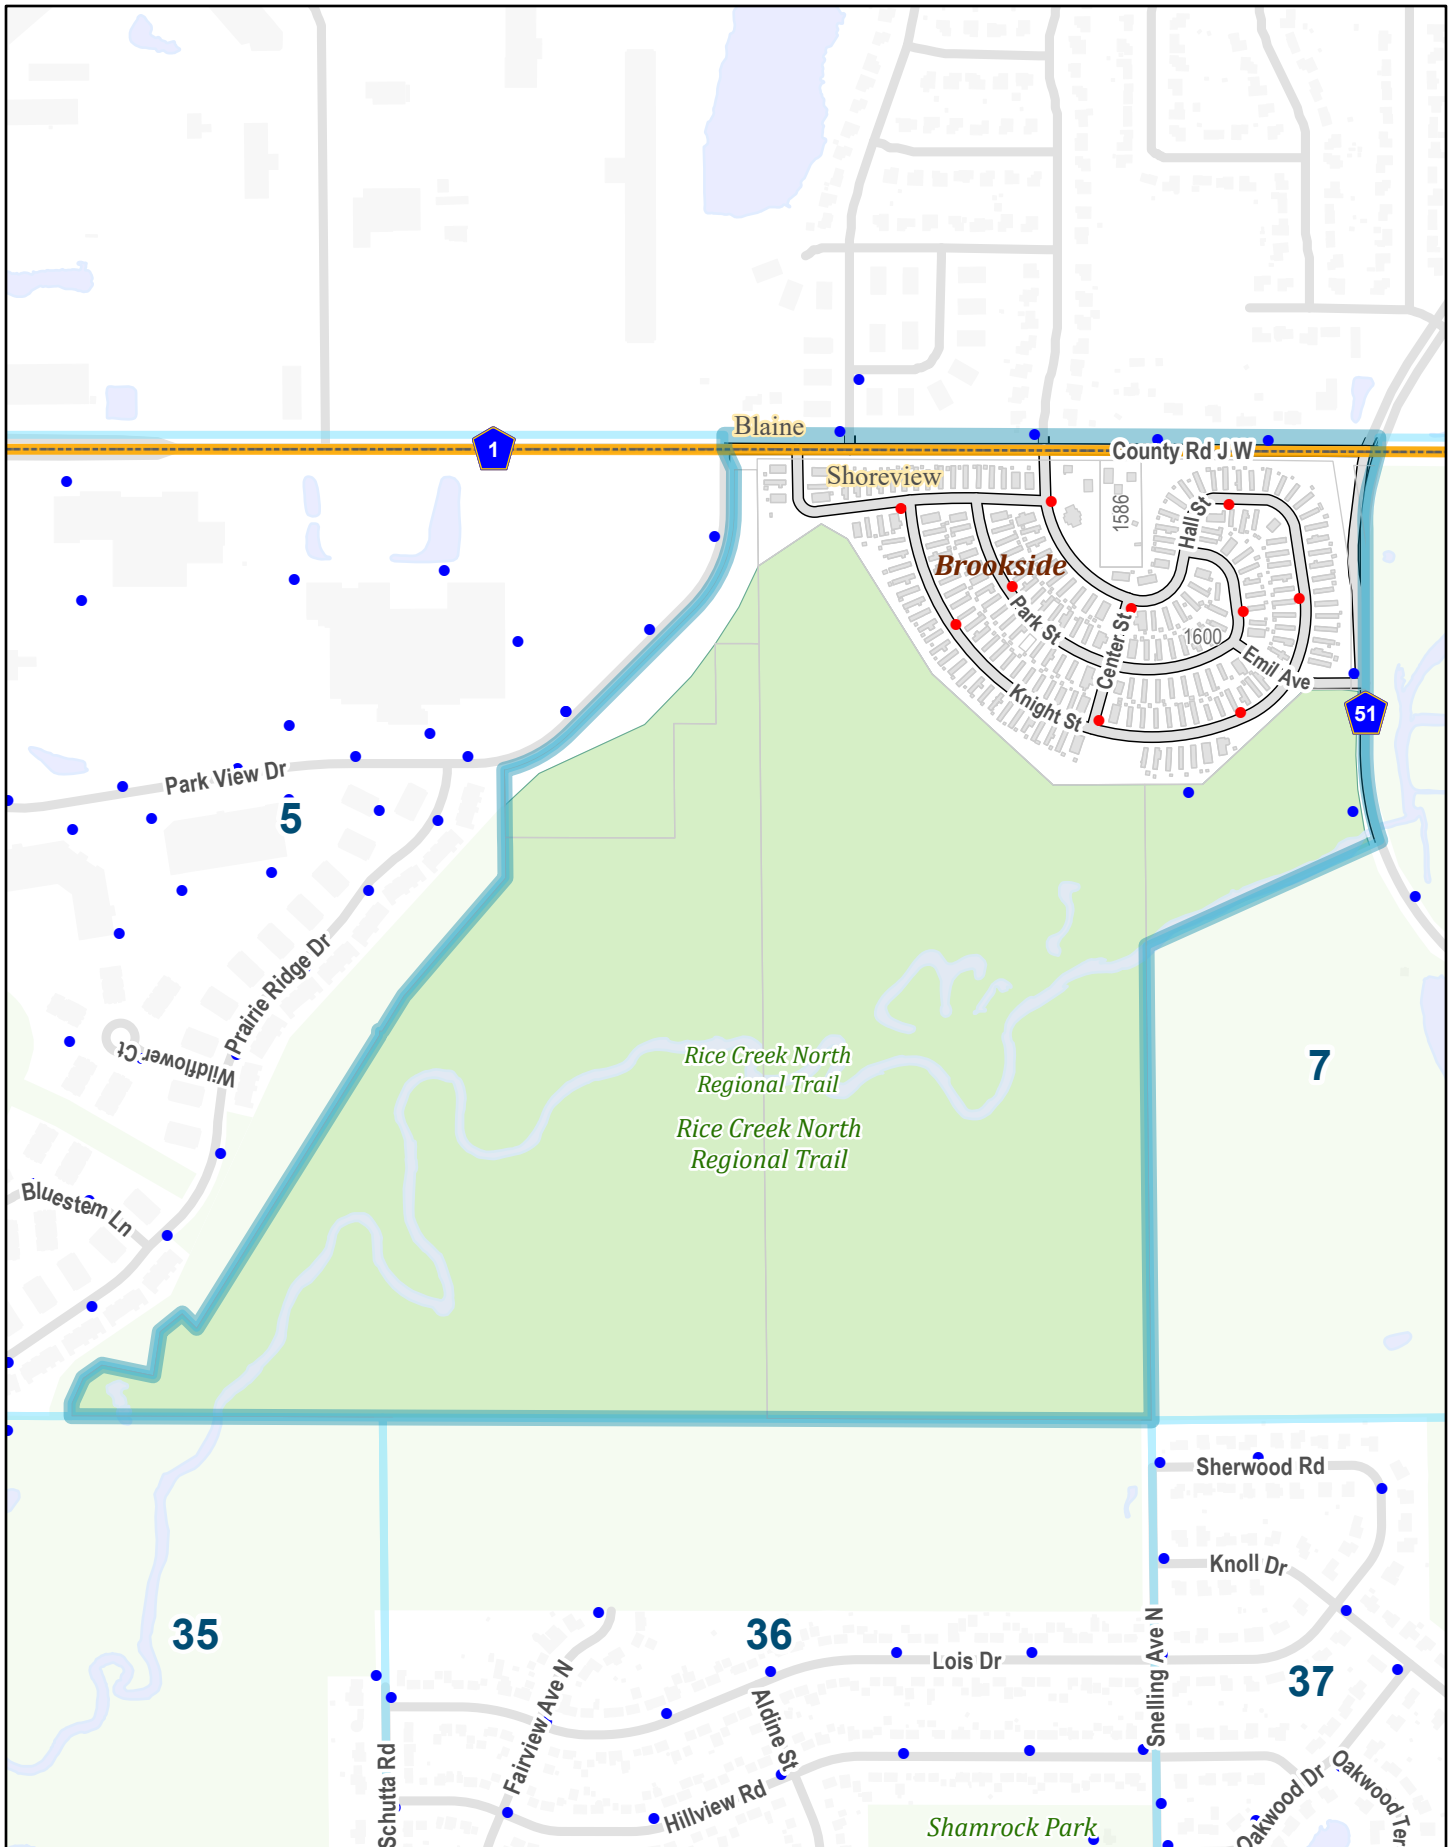 Blaine
1
County Rd J W
Shoreview
1586
Hall St
Brookside
Park St
Center St
1600
Emil Ave
Knight St
51
Park View Dr
5
Prairie Ridge Dr
Wildflower Ct
Rice Creek North
Regional Trail
7
Rice Creek North
Regional Trail
Bluestem Ln
Sherwood Rd
Knoll Dr
35
36
Lois Dr
Snelling Ave N
37
Fairview Ave N
Aldine St
Schutta Rd
Hillview Rd
Oakwood Dr
Oakwood Ter
Shamrock Park